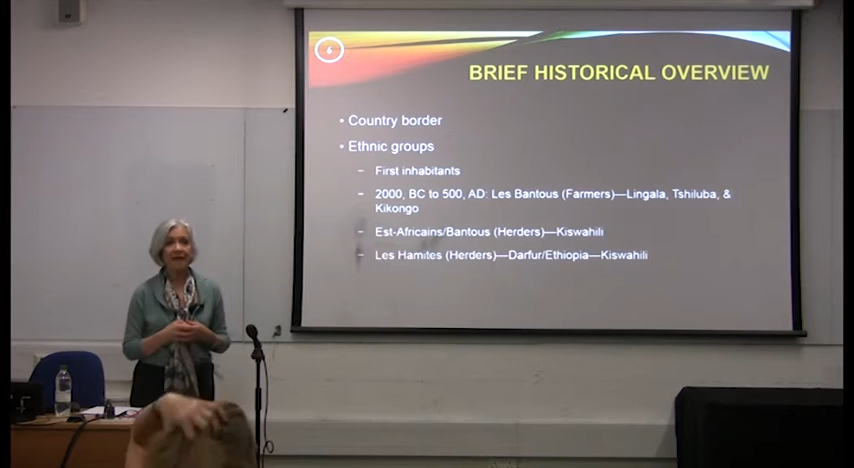 6
BRIEF HISTORICAL OVERVIEW
• Country border
• Ethnic groups
– First inhabitants
– 2000, BC to 500, AD: Les Bantous (Farmers)—Lingala, Tshiluba, &
Kikongo
– Est-Africains/Bantous (Herders)—Kiswahili
– Les Hamites (Herders)—Darfur/Ethiopia—Kiswahili